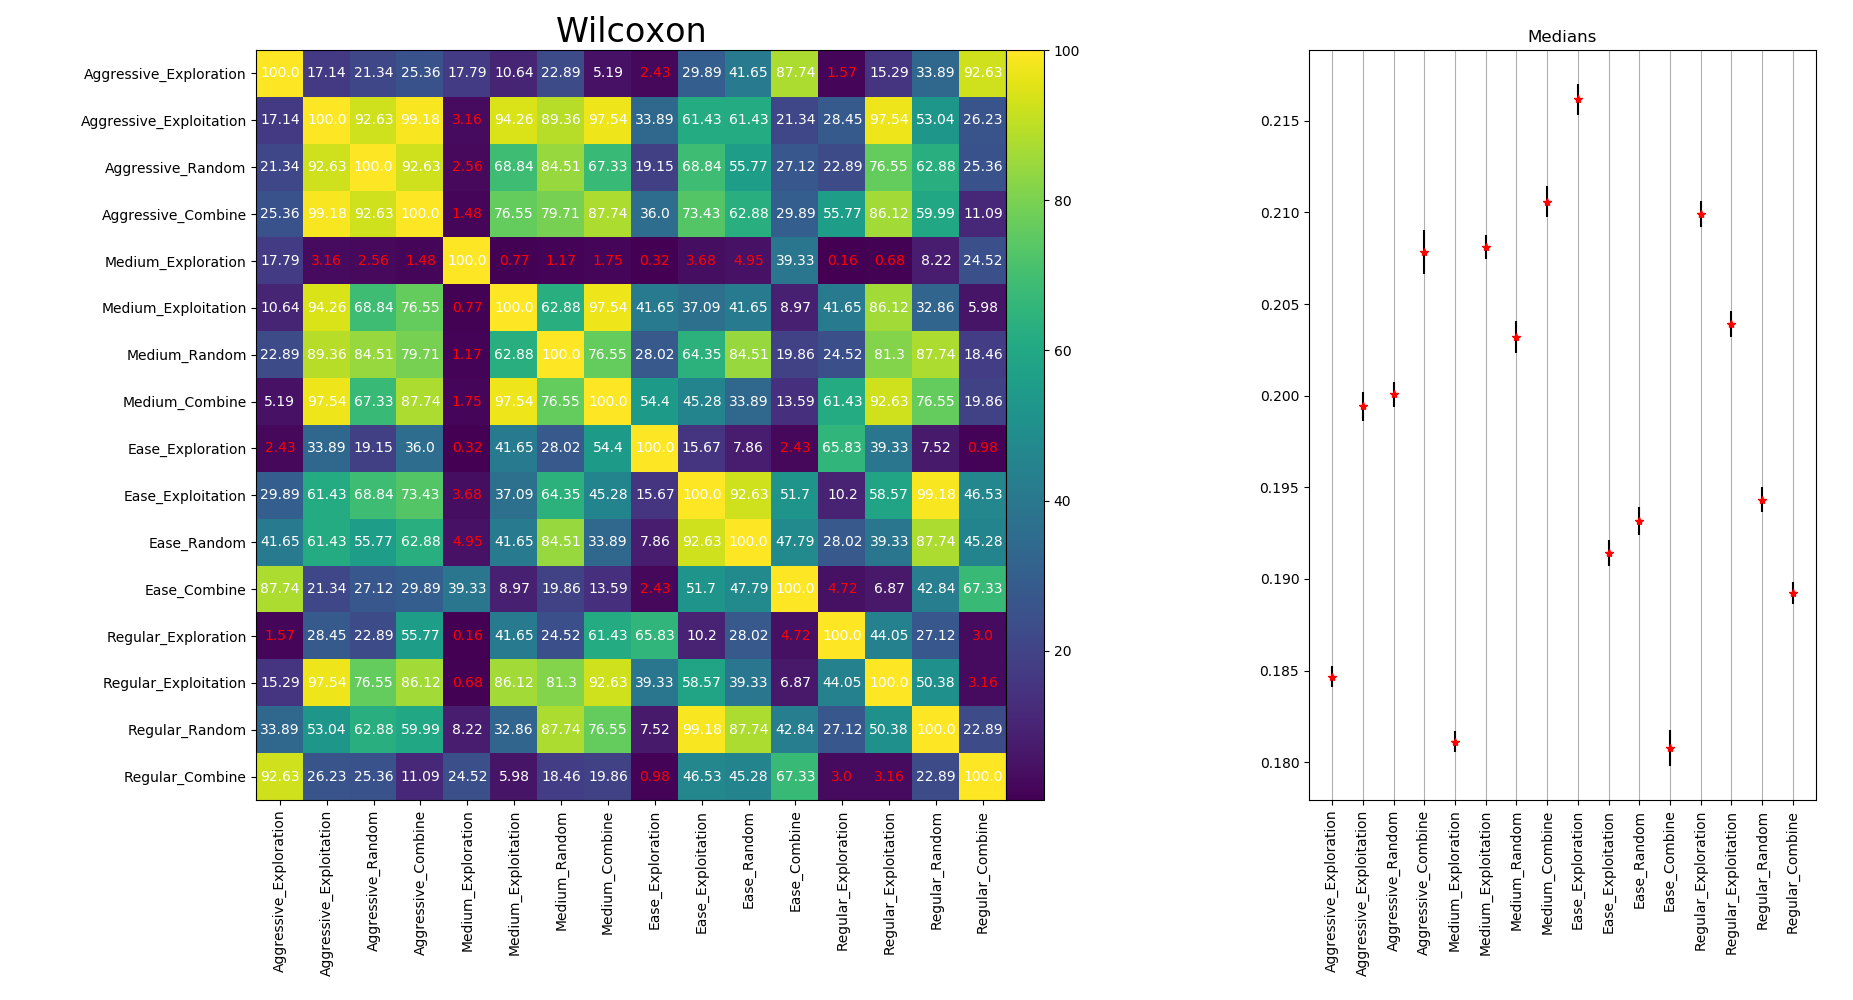 Wilcoxon
Aggressive_Exploration 100.0 17.14 21.34 25.36 17.79 10.64 22.89 5.19 2.43 29.89 41.65 87.74 1.57 15.29 33.89 92.63
Aggressive_Exploitation 17.14 100.0 92.63 99.18 3.16 94.26 89.36 97.54 33.89 61.43 61.43 21.34 28.45 97.54 53.04 26.23
Aggressive_Random 21.34 92.63 100.0 92.63 2.56 68.84 84.51 67.33 19.15 68.84 55.77 27.12 22.89 76.55 62.88 25.36
Aggressive_Combine 25.36 99.18 92.63 100.0 1.48 76.55 79.71 87.74 36.0 73.43 62.88 29.89 55.77 86.12 59.99 11.09
Medium_Exploration 17.79 3.16 2.56 1.48 100.0 0.77 1.17 1.75 0.32 3.68 4.95 39.33 0.16 0.68 8.22 24.52
Medium_Exploitation 10.64 94.26 68.84 76.55 0.77 100.0 62.88 97.54 41.65 37.09 41.65 8.97 41.65 86.12 32.86 5.98
Medium_Random 22.89 89.36 84.51 79.71 1.17 62.88 100.0 76.55 28.02 64.35 84.51 19.86 24.52 81.3 87.74 18.46
Medium_Combine 5.19 97.54 67.33 87.74 1.75 97.54 76.55 100.0 54.4 45.28 33.89 13.59 61.43 92.63 76.55 19.86
Ease_Exploration 2.43 33.89 19.15 36.0 0.32 41.65 28.02 54.4 100.0 15.67 7.86 2.43 65.83 39.33 7.52 0.98
Ease_Exploitation 29.89 61.43 68.84 73.43 3.68 37.09 64.35 45.28 15.67 100.0 92.63 51.7 10.2 58.57 99.18 46.53
Ease_Random 41.65 61.43 55.77 62.88 4.95 41.65 84.51 33.89 7.86 92.63 100.0 47.79 28.02 39.33 87.74 45.28
Ease_Combine 87.74 21.34 27.12 29.89 39.33 8.97 19.86 13.59 2.43 51.7 47.79 100.0 4.72 6.87 42.84 67.33
Regular_Exploration 1.57 28.45 22.89 55.77 0.16 41.65 24.52 61.43 65.83 10.2 28.02 4.72 100.0 44.05 27.12 3.0
Regular_Exploitation 15.29 97.54 76.55 86.12 0.68 86.12 81.3 92.63 39.33 58.57 39.33 6.87 44.05 100.0 50.38 3.16
Regular_Random 33.89 53.04 62.88 59.99 8.22 32.86 87.74 76.55 7.52 99.18 87.74 42.84 27.12 50.38 100.0 22.89
Regular_Combine 92.63 26.23 25.36 11.09 24.52 5.98 18.46 19.86 0.98 46.53 45.28 67.33 3.0 3.16 22.89 100.0
Aggressive_Exploration
Aggressive_Exploitation
Aggressive_Random
Aggressive_Combine
Medium_Exploration
Medium_Exploitation
Medium_Random
Medium_Combine
Ease_Exploration
Ease_Exploitation
Ease_Random
Ease_Combine
Regular_Exploration
Regular_Exploitation
Regular_Random
Regular_Combine
100
80
60
40
20
Medians
0.215
0.210
0.205
0.200
0.195
0.190
0.185
0.180
Aggressive_Exploration
Aggressive_Exploitation
Aggressive_Random
Aggressive_Combine
Medium_Exploration
Medium_Exploitation
Medium_Random
Medium_Combine
Ease_Exploration
Ease_Exploitation
Ease_Random
Ease_Combine
Regular_Exploration
Regular_Exploitation
Regular_Random
Regular_Combine